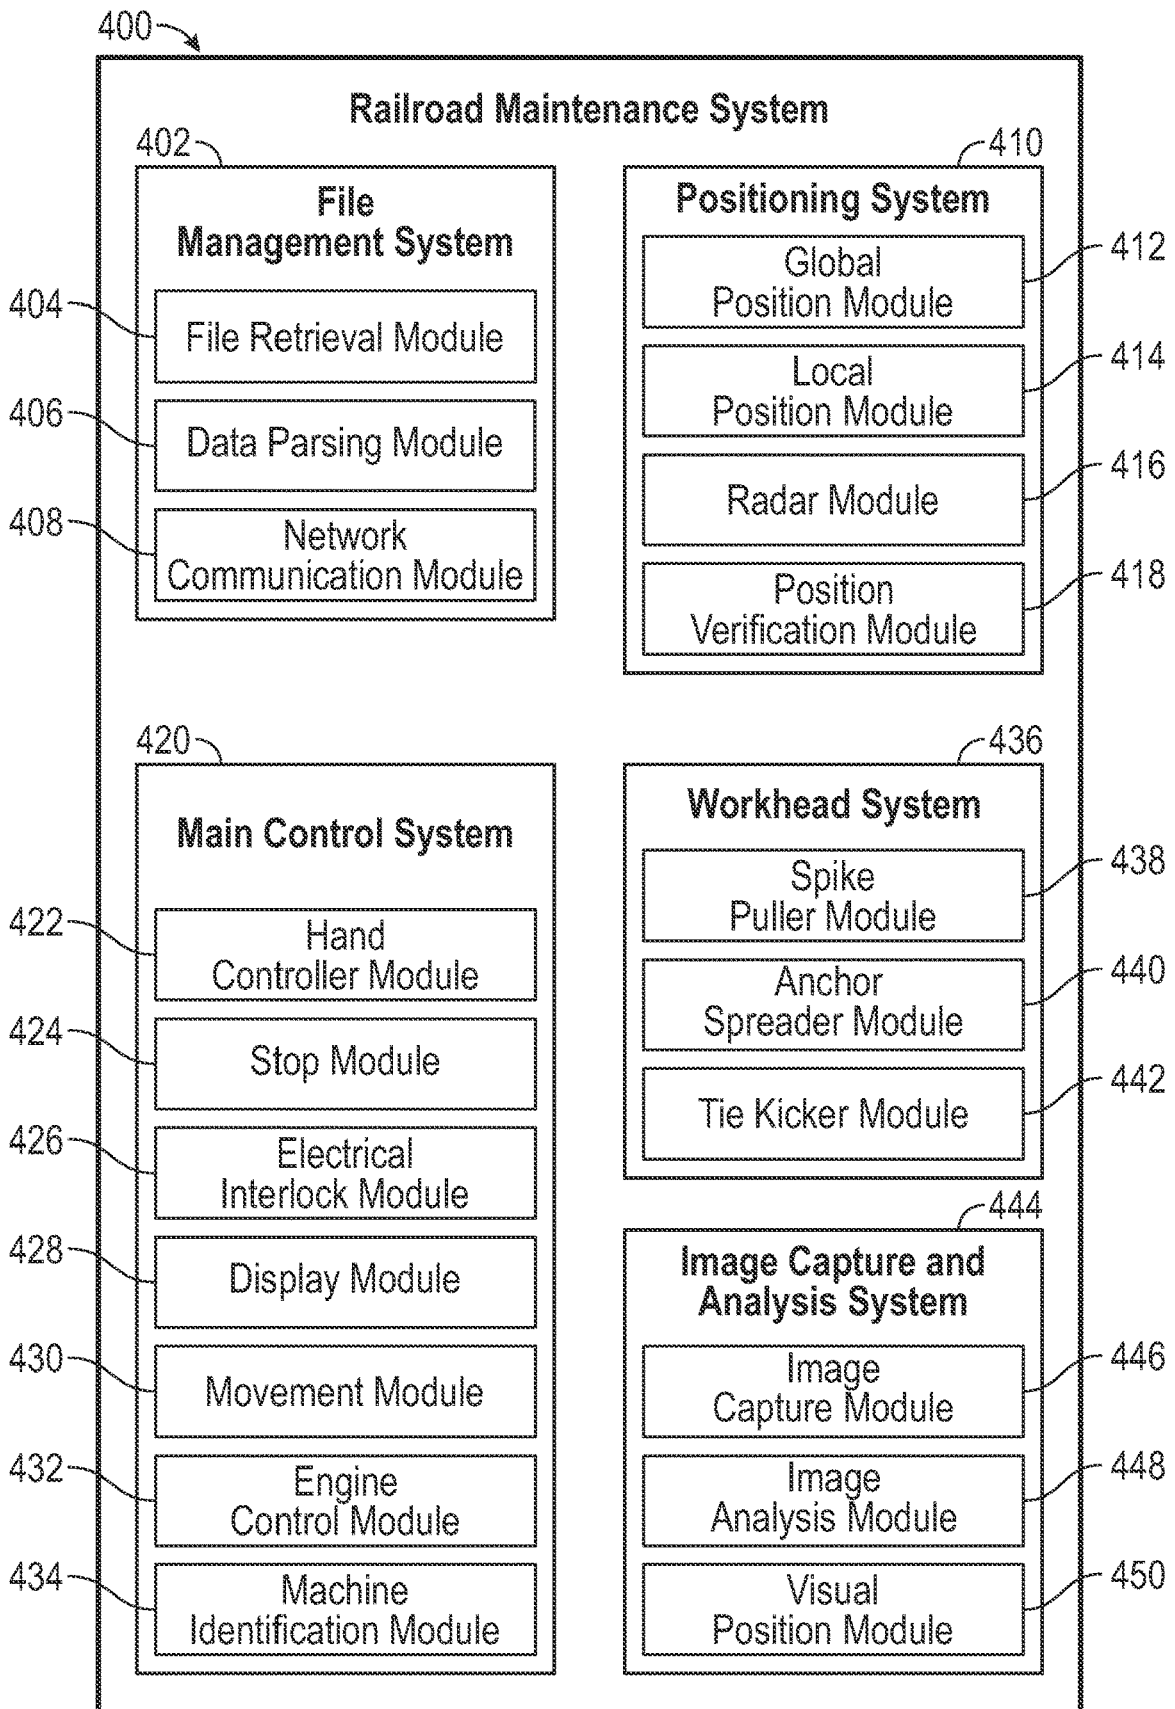 400
Railroad Maintenance System
402
File
Management System
404
File Retrieval Module
406
Data Parsing Module
408
Network
Communication Module
410
Positioning System
412
Global
Position Module
414
Local
Position Module
416
Radar Module
418
Position
Verification Module
420
Main Control System
422
Hand
Controller Module
424
Stop Module
426
Electrical
Interlock Module
428
Display Module
430
Movement Module
432
Engine
Control Module
434
Machine
Identification Module
436
Workhead System
438
Spike
Puller Module
440
Anchor
Spreader Module
442
Tie Kicker Module
444
Image Capture and
Analysis System
446
Image
Capture Module
448
Image
Analysis Module
450
Visual
Position Module